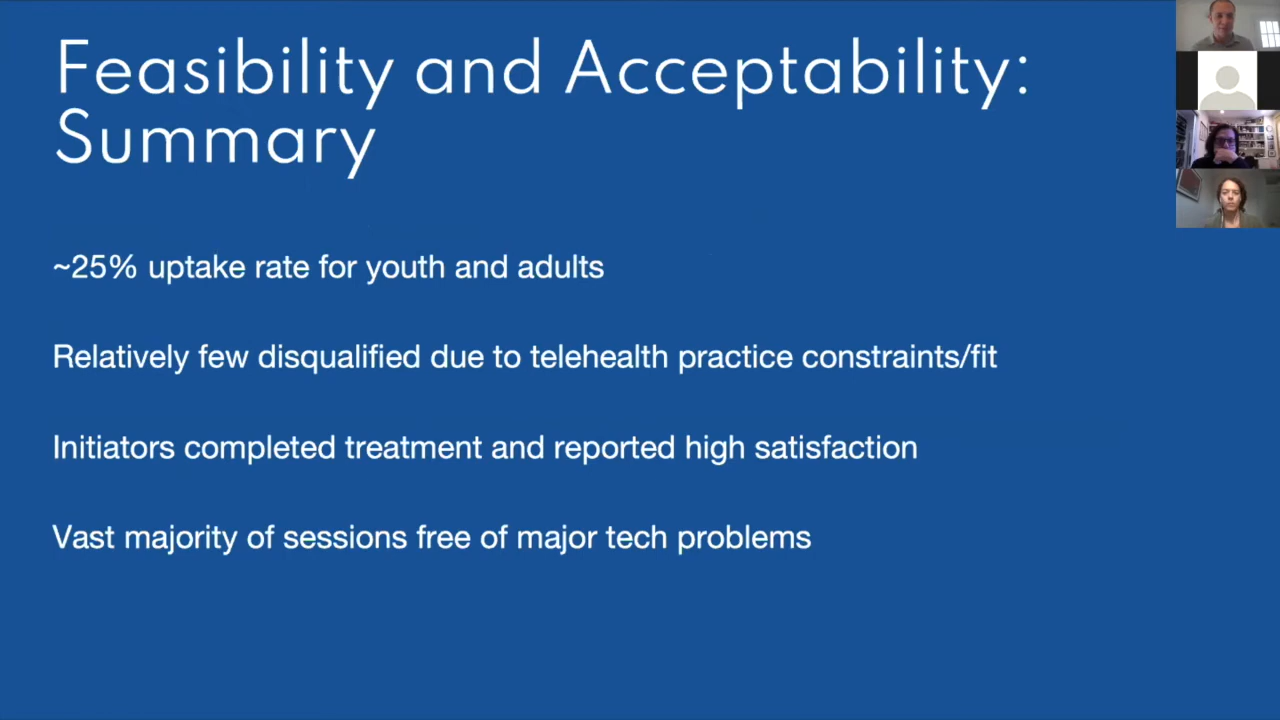 Feasibility and Acceptability:
Summary
~25% uptake rate for youth and adults
Relatively few disqualified due to telehealth practice constraints/fit
Initiators completed treatment and reported high satisfaction
Vast majority of sessions free of major tech problems